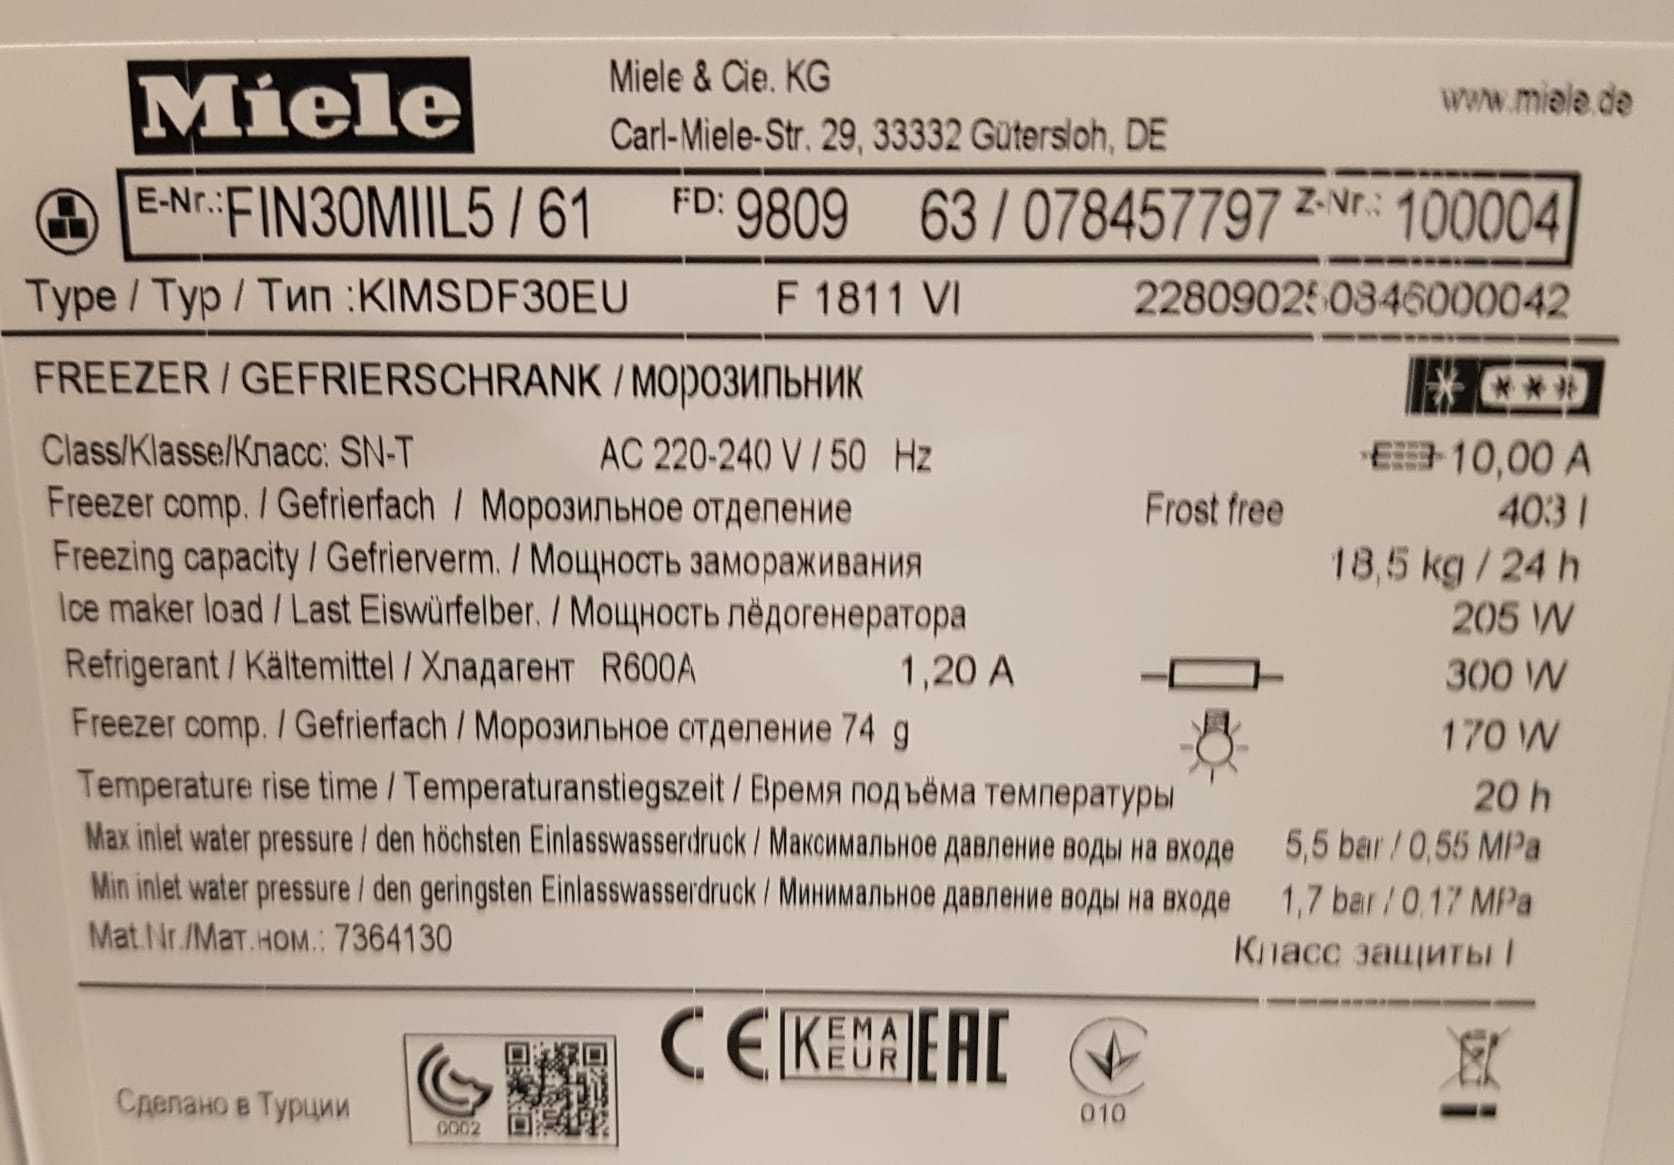 Miele
Miele & Cie. KG
Carl-Miele-Str. 29, 33332 Gütersloh, DE
www.miele.de
E-Nr.: FIN30MIIL5 / 61 FD: 9809 63 / 078457797 Z-Nr.: 100004
Type / Typ / Тип :KIMSDF30EU F 1811 VI 22809025 0846000042
FREEZER / GEFRIERSCHRANK / МОРОЗИЛЬНИК
Class/Klasse/Класс: SN-T AC 220-240 V / 50 Hz 10,00 A
Freezer comp. / Gefrierfach / Морозильное отделение Frost free 403 l
Freezing capacity / Gefrierverm. / Мощность замораживания 18,5 kg / 24 h
Ice maker load / Last Eiswürfelber. / Мощность лёдогенератора 205 W
Refrigerant / Kältemittel / Хладагент R600A 1,20 A 300 W
Freezer comp. / Gefrierfach / Морозильное отделение 74 g 170 W
Temperature rise time / Temperaturanstiegszeit / Время подъёма температуры 20 h
Max inlet water pressure / den höchsten Einlasswasserdruck / Максимальное давление воды на входе 5,5 bar / 0,55 MPa
Min inlet water pressure / den geringsten Einlasswasserdruck / Минимальное давление воды на входе 1,7 bar / 0,17 MPa
Mat.Nr./Мат.ном.: 7364130
Класс защиты I
CE KEMA EUR EAC
Сделано в Турции
0002
010